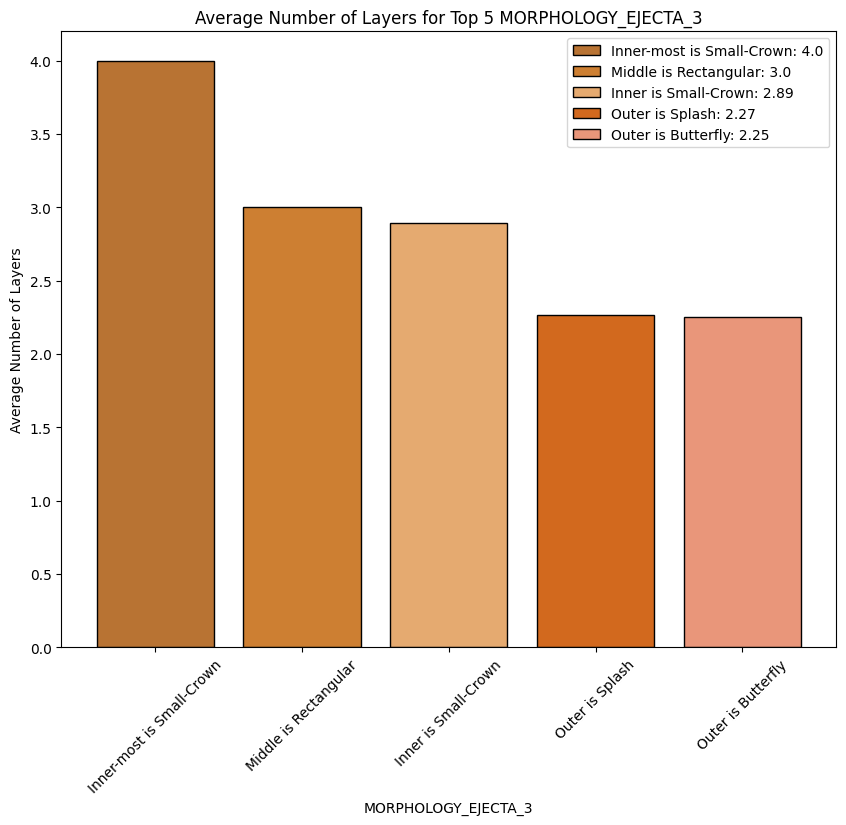 Average Number of Layers for Top 5 MORPHOLOGY_EJECTA_3
Inner-most is Small-Crown: 4.0
Middle is Rectangular: 3.0
Inner is Small-Crown: 2.89
Outer is Splash: 2.27
Outer is Butterfly: 2.25
Average Number of Layers
4.0
3.5
3.0
2.5
2.0
1.5
1.0
0.5
0.0
Inner-most is Small-Crown
Middle is Rectangular
Inner is Small-Crown
Outer is Splash
Outer is Butterfly
MORPHOLOGY_EJECTA_3